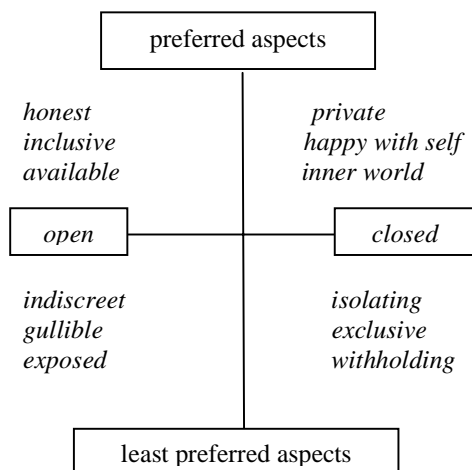 preferred aspects
honest
inclusive
available
private
happy with self
inner world
open
closed
indiscreet
gullible
exposed
isolating
exclusive
withholding
least preferred aspects